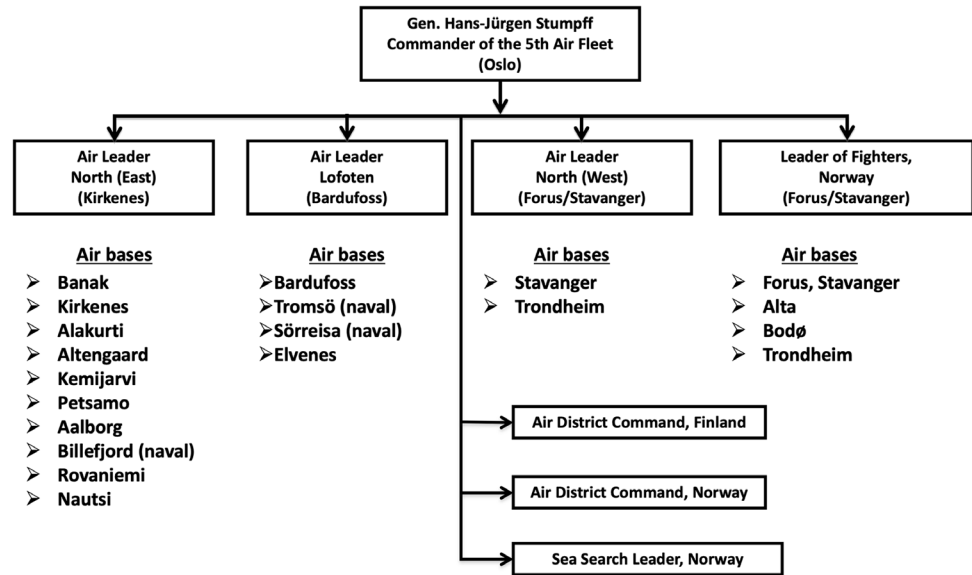 Gen. Hans-Jürgen Stumpff
Commander of the 5th Air Fleet
(Oslo)
Air Leader
North (East)
(Kirkenes)
Air Leader
Lofoten
(Bardufoss)
Air Leader
North (West)
(Forus/Stavanger)
Leader of Fighters,
Norway
(Forus/Stavanger)
Air bases
Banak
Kirkenes
Alakurti
Altengaard
Kemijarvi
Petsamo
Aalborg
Billefjord (naval)
Rovaniemi
Nautsi
Air bases
Bardufoss
Tromsö (naval)
Sörreisa (naval)
Elvenes
Air bases
Stavanger
Trondheim
Air bases
Forus, Stavanger
Alta
Bodø
Trondheim
Air District Command, Finland
Air District Command, Norway
Sea Search Leader, Norway